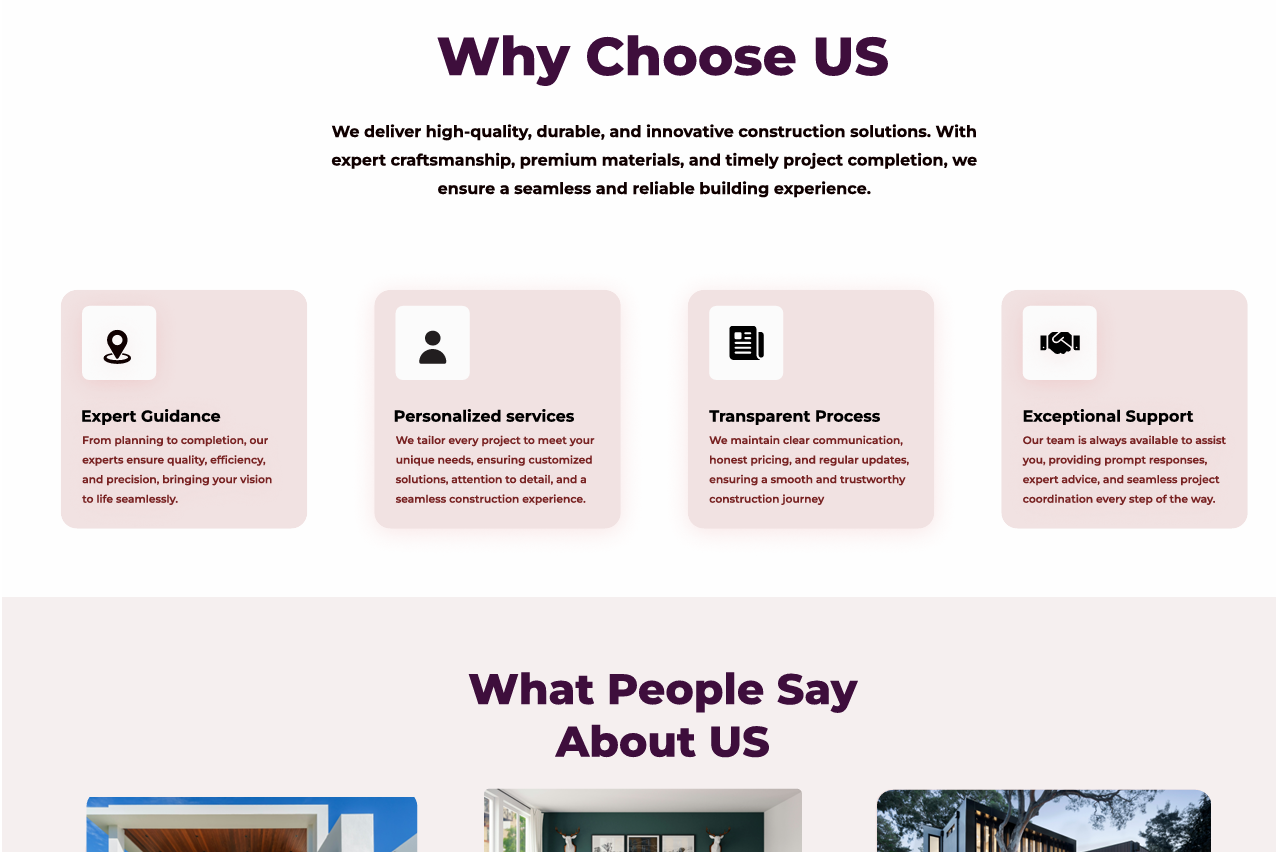 Why Choose US
We deliver high-quality, durable, and innovative construction solutions. With
expert craftsmanship, premium materials, and timely project completion, we
ensure a seamless and reliable building experience.
Expert Guidance
From planning to completion, our
experts ensure quality, efficiency,
and precision, bringing your vision
to life seamlessly.
Personalized services
We tailor every project to meet your
unique needs, ensuring customized
solutions, attention to detail, and a
seamless construction experience.
Transparent Process
We maintain clear communication,
honest pricing, and regular updates,
ensuring a smooth and trustworthy
construction journey
Exceptional Support
Our team is always available to assist
you, providing prompt responses,
expert advice, and seamless project
coordination every step of the way.
What People Say
About US